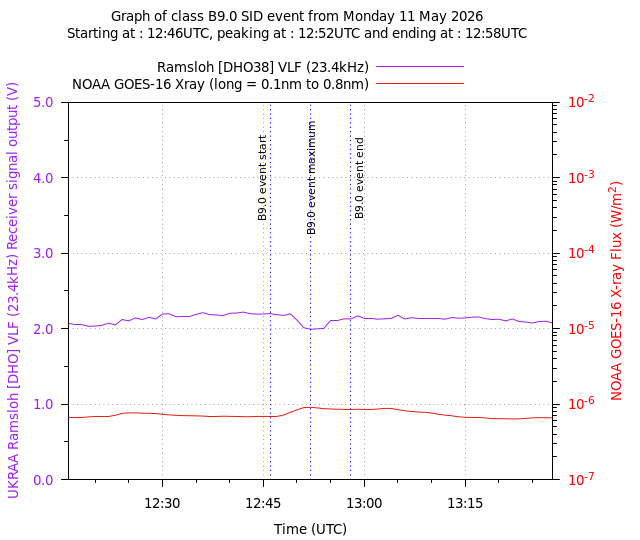 Graph of class B9.0 SID event from Monday 11 May 2026
Starting at : 12:46UTC, peaking at : 12:52UTC and ending at : 12:58UTC
Ramsloh [DHO38] VLF (23.4kHz)
NOAA GOES-16 Xray (long = 0.1nm to 0.8nm)
UKRAA Ramsloh [DHO] VLF (23.4kHz) Receiver signal output (V)
5.0
4.0
3.0
2.0
1.0
0.0
B9.0 event start
B9.0 event maximum
B9.0 event end
10^-2
10^-3
10^-4
10^-5
10^-6
10^-7
NOAA GOES-16 X-ray Flux (W/m²)
12:30 12:45 13:00 13:15
Time (UTC)